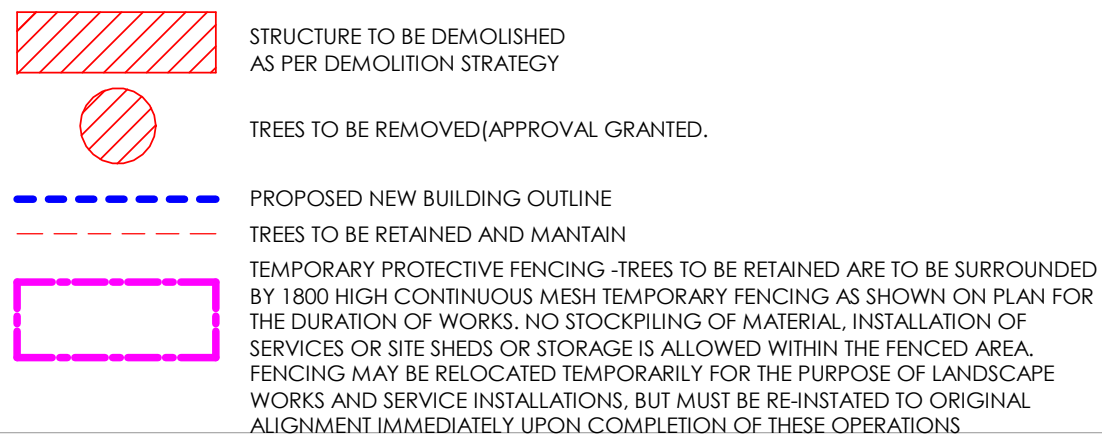 STRUCTURE TO BE DEMOLISHED
AS PER DEMOLITION STRATEGY
TREES TO BE REMOVED(APPROVAL GRANTED.
PROPOSED NEW BUILDING OUTLINE
TREES TO BE RETAINED AND MANTAIN
TEMPORARY PROTECTIVE FENCING -TREES TO BE RETAINED ARE TO BE SURROUNDED
BY 1800 HIGH CONTINUOUS MESH TEMPORARY FENCING AS SHOWN ON PLAN FOR
THE DURATION OF WORKS. NO STOCKPILING OF MATERIAL, INSTALLATION OF
SERVICES OR SITE SHEDS OR STORAGE IS ALLOWED WITHIN THE FENCED AREA.
FENCING MAY BE RELOCATED TEMPORARILY FOR THE PURPOSE OF LANDSCAPE
WORKS AND SERVICE INSTALLATIONS, BUT MUST BE RE-INSTATED TO ORIGINAL
ALIGNMENT IMMEDIATELY UPON COMPLETION OF THESE OPERATIONS